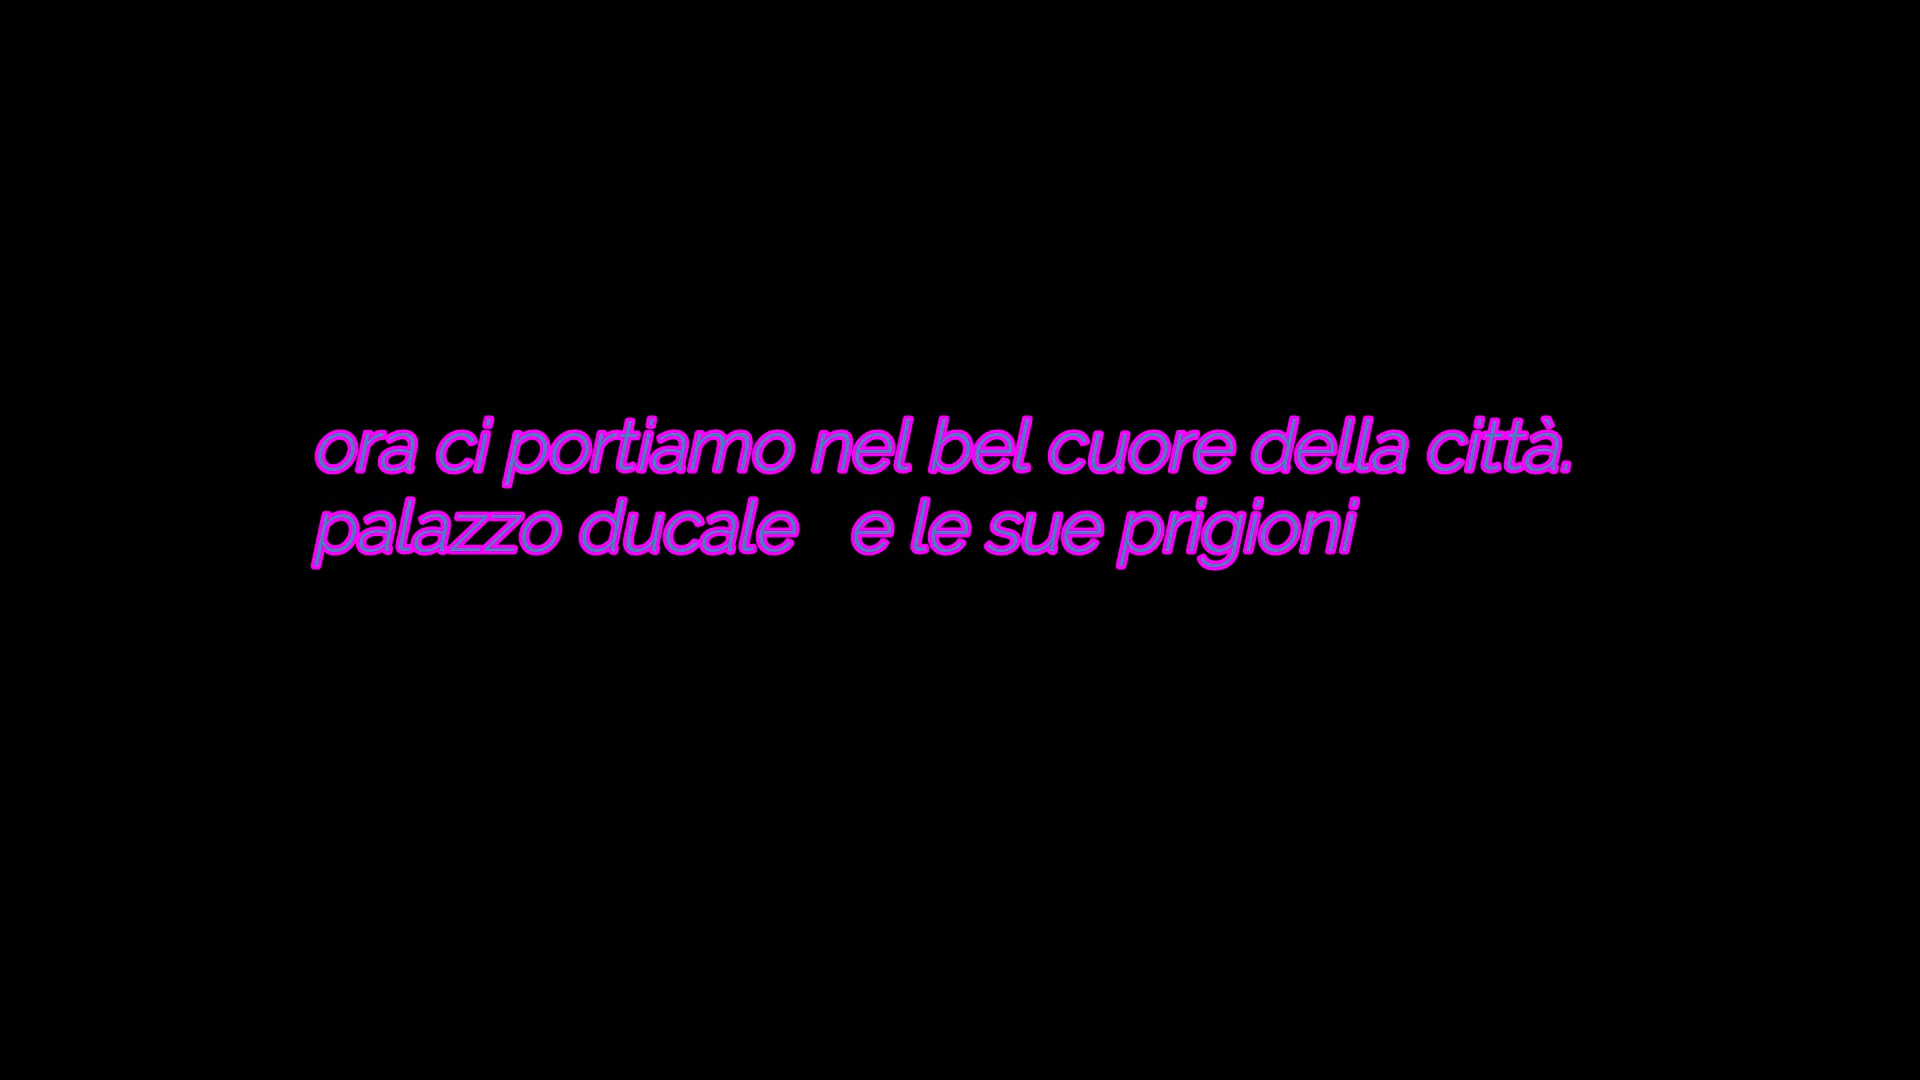 ora ci portiamo nel bel cuore della città.
palazzo ducale   e le sue prigioni